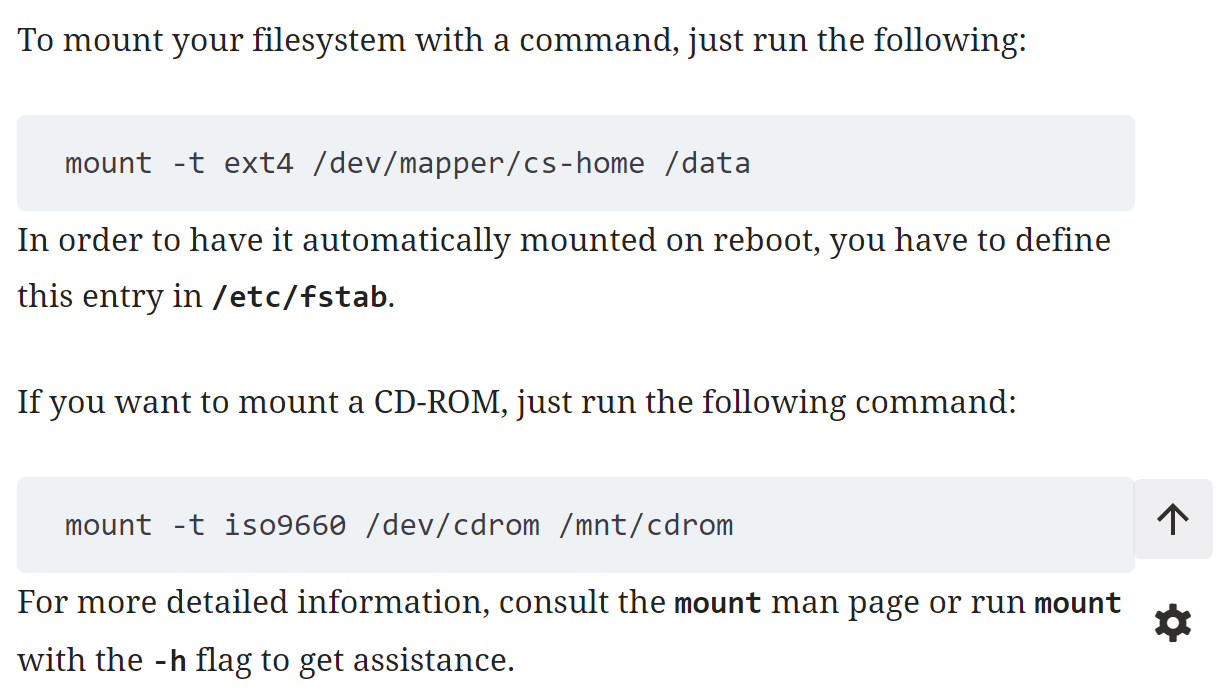 To mount your filesystem with a command, just run the following:
mount -t ext4 /dev/mapper/cs-home /data
In order to have it automatically mounted on reboot, you have to define
this entry in /etc/fstab.
If you want to mount a CD-ROM, just run the following command:
mount -t iso9660 /dev/cdrom /mnt/cdrom
For more detailed information, consult the mount man page or run mount
with the -h flag to get assistance.